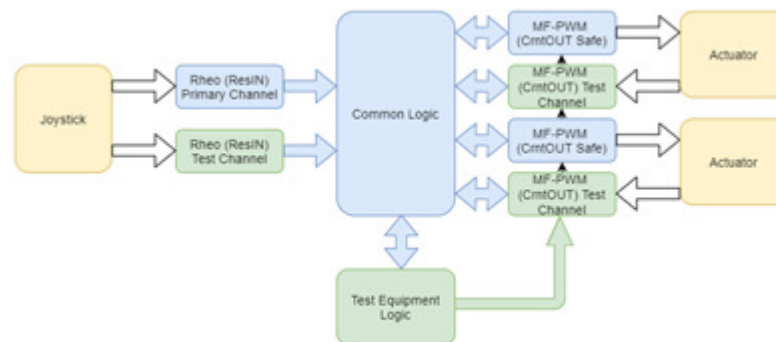 Joystick
Rheo (ResIN)
Primary Channel
Rheo (ResIN)
Test Channel
Common Logic
MF-PWM
(CrntOUT Safe)
MF-PWM
(CrntOUT) Test
Channel
MF-PWM
(CrntOUT Safe)
MF-PWM
(CrntOUT) Test
Channel
Actuator
Actuator
Test Equipment
Logic